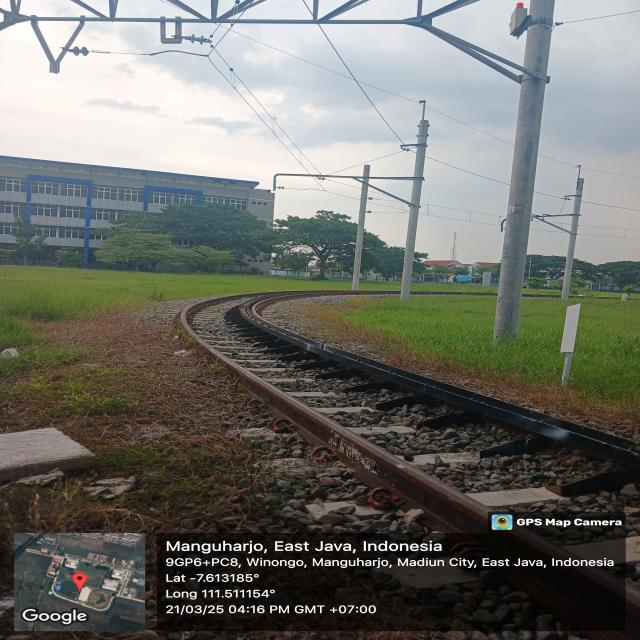 GPS Map Camera
Manguharjo, East Java, Indonesia
9GP6+PC8, Winongo, Manguharjo, Madiun City, East Java, Indonesia
Lat -7.613185°
Long 111.511154°
21/03/25 04:16 PM GMT +07:00
Google